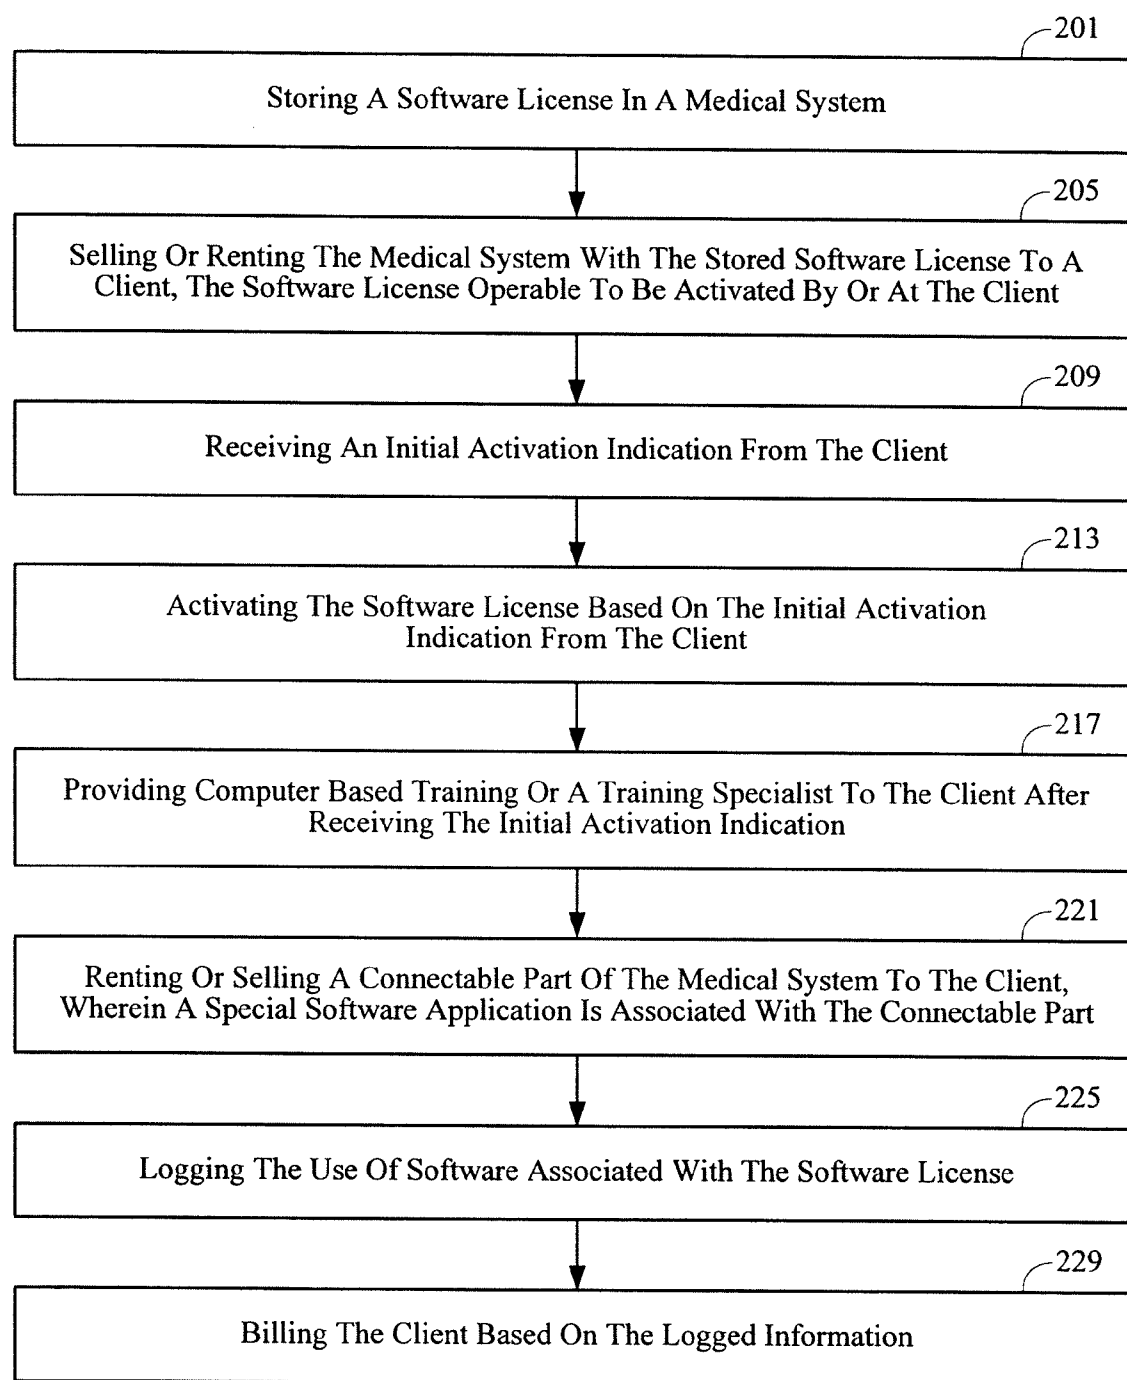 201
Storing A Software License In A Medical System
205
Selling Or Renting The Medical System With The Stored Software License To A
Client, The Software License Operable To Be Activated By Or At The Client
209
Receiving An Initial Activation Indication From The Client
213
Activating The Software License Based On The Initial Activation
Indication From The Client
217
Providing Computer Based Training Or A Training Specialist To The Client After
Receiving The Initial Activation Indication
221
Renting Or Selling A Connectable Part Of The Medical System To The Client,
Wherein A Special Software Application Is Associated With The Connectable Part
225
Logging The Use Of Software Associated With The Software License
229
Billing The Client Based On The Logged Information